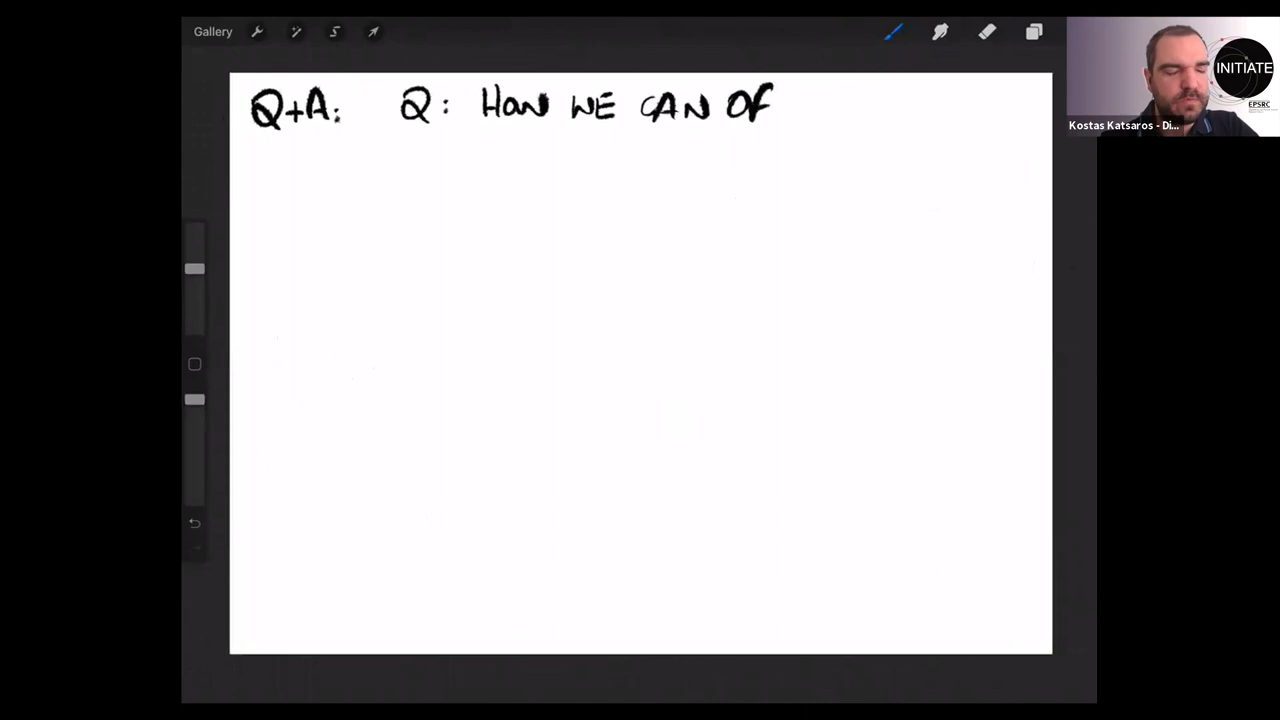 Gallery
Q+A: Q: HOW WE CAN OF
INITIATE
EPSRC
Kostas Katsaros - Di...